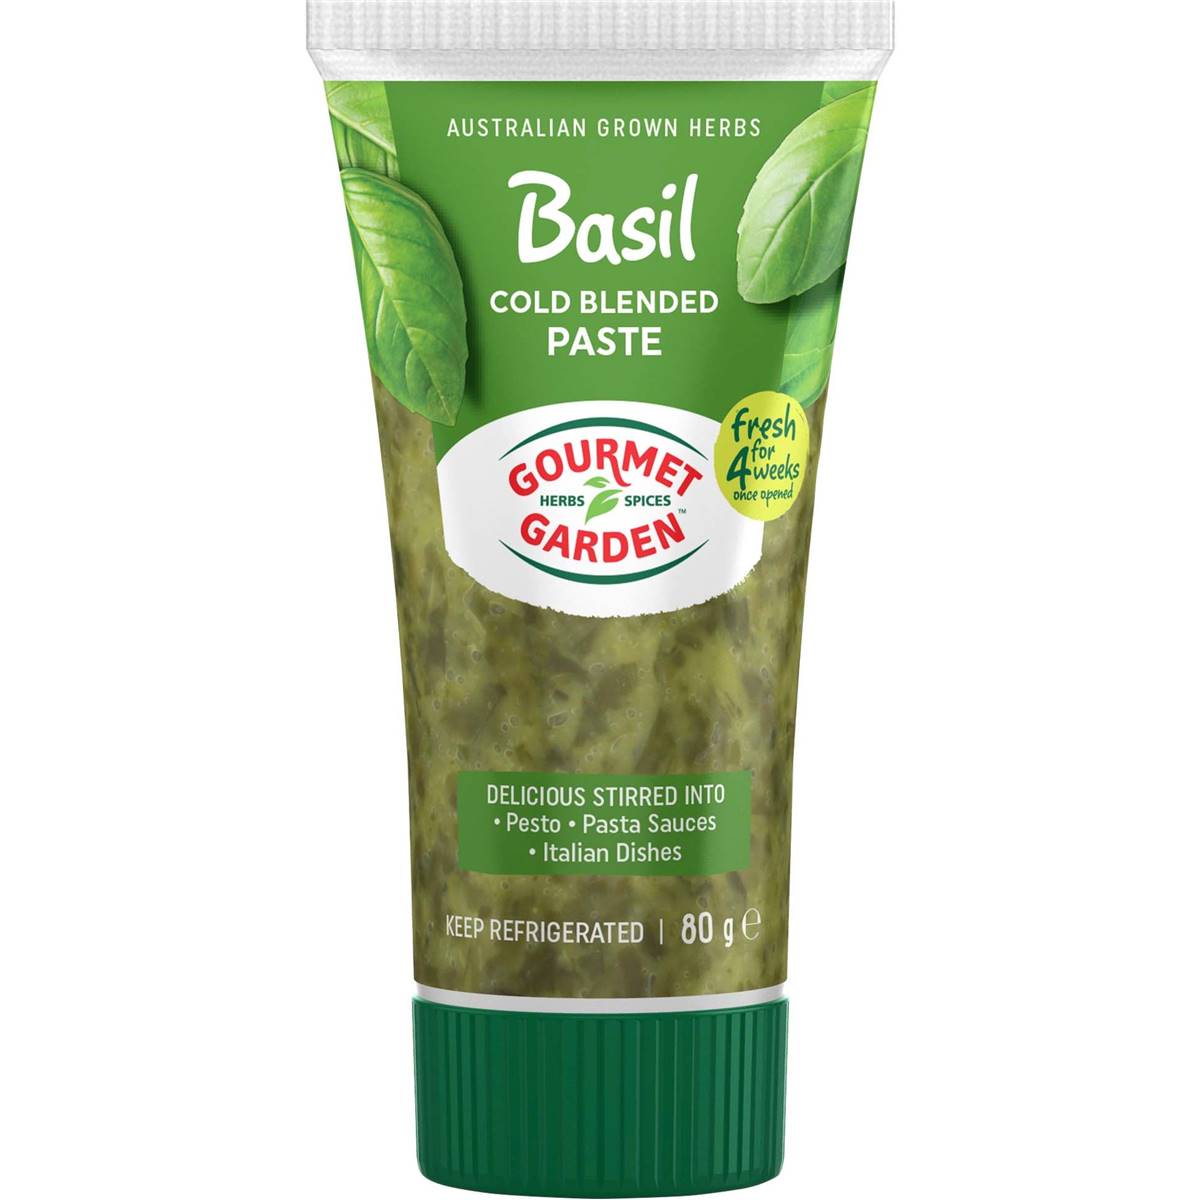 AUSTRALIAN GROWN HERBS
Basil
COLD BLENDED
PASTE
fresh
for
4 weeks
once opened
GOURMET
HERBS SPICES
GARDEN™
DELICIOUS STIRRED INTO
• Pesto • Pasta Sauces
• Italian Dishes
KEEP REFRIGERATED | 80 g ℮